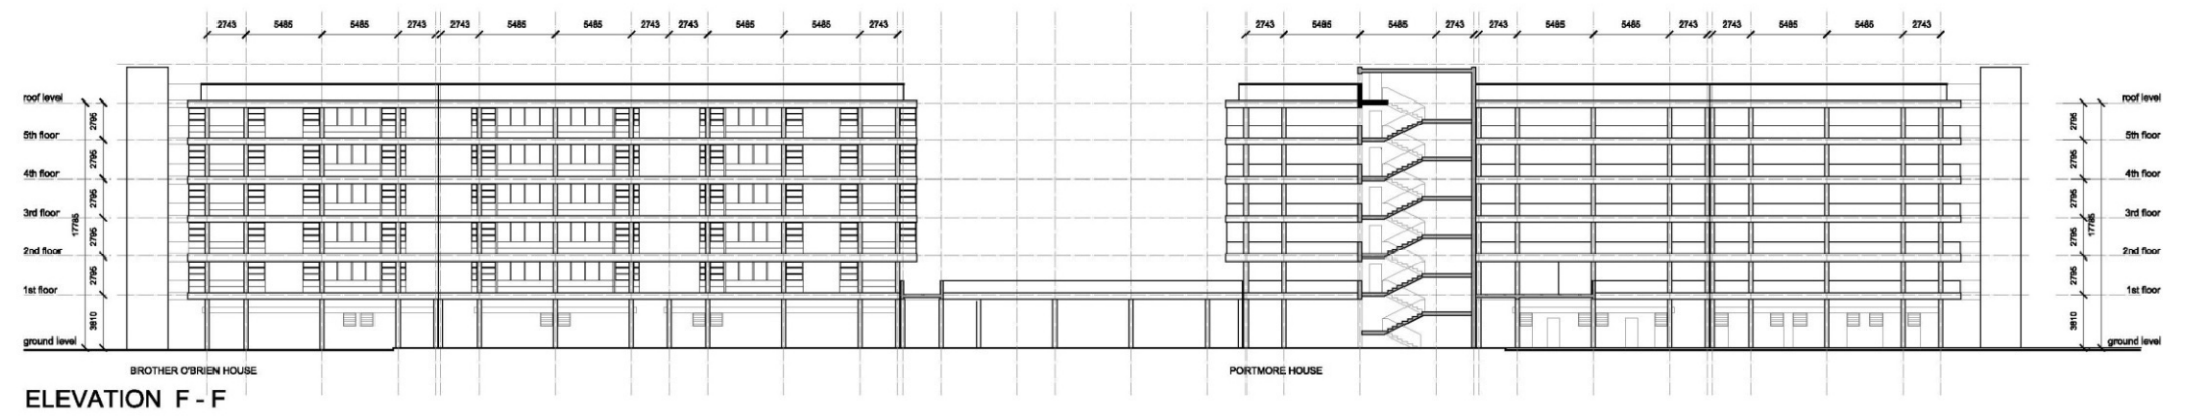 2743 5485 5485 2743 2743 5485 5485 2743 2743 5485 5485 2743 2743 5485 5485 2743 2743 5485 5485 2743 2743 5485 5485 2743
roof level 2795 roof level 2795
5th floor 2795 5th floor 2795
4th floor 2795 4th floor 2795
3rd floor 17785 2795 3rd floor 2795 17785
2nd floor 2795 2nd floor 2795
1st floor 3810 1st floor 3810
ground level ground level
BROTHER O'BRIEN HOUSE PORTMORE HOUSE
ELEVATION F - F